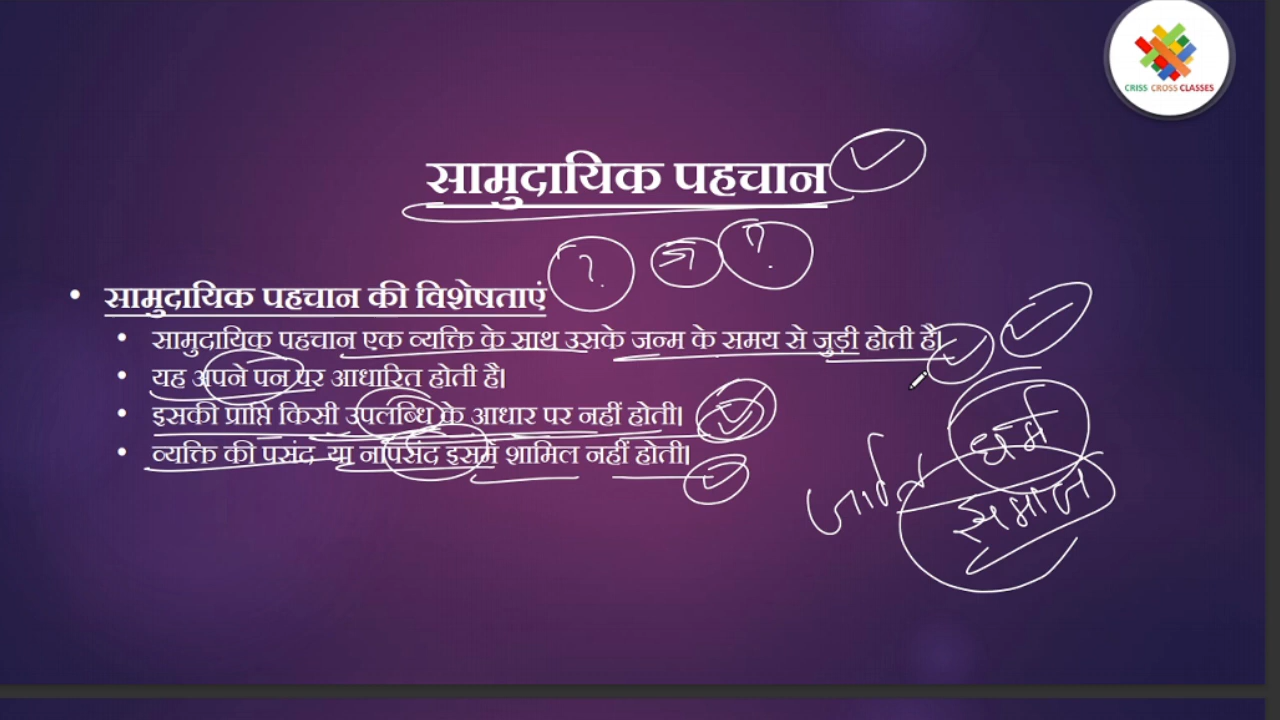 CRISS CROSS CLASSES
सामुदायिक पहचान
? ?
• सामुदायिक पहचान की विशेषताएं
• सामुदायिक पहचान एक व्यक्ति के साथ उसके जन्म के समय से जुड़ी होती है।
• यह अपने पन पर आधारित होती है।
• इसकी प्राप्ति किसी उपलब्धि के आधार पर नहीं होती।
• व्यक्ति की पसंद या नापसंद इसमें शामिल नहीं होती।
धर्म
समाज